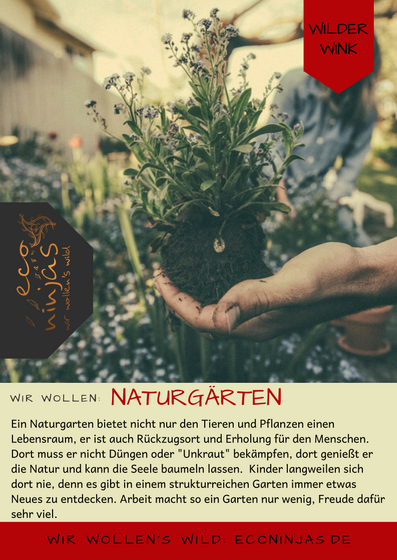 WILDER
WINK
eco
ninjas
wir wollen's wild
WIR WOLLEN: NATURGÄRTEN
Ein Naturgarten bietet nicht nur den Tieren und Pflanzen einen
Lebensraum, er ist auch Rückzugsort und Erholung für den Menschen.
Dort muss er nicht Düngen oder "Unkraut" bekämpfen, dort genießt er
die Natur und kann die Seele baumeln lassen. Kinder langweilen sich
dort nie, denn es gibt in einem strukturreichen Garten immer etwas
Neues zu entdecken. Arbeit macht so ein Garten nur wenig, Freude dafür
sehr viel.
WIR WOLLEN'S WILD: ECONINJAS.DE